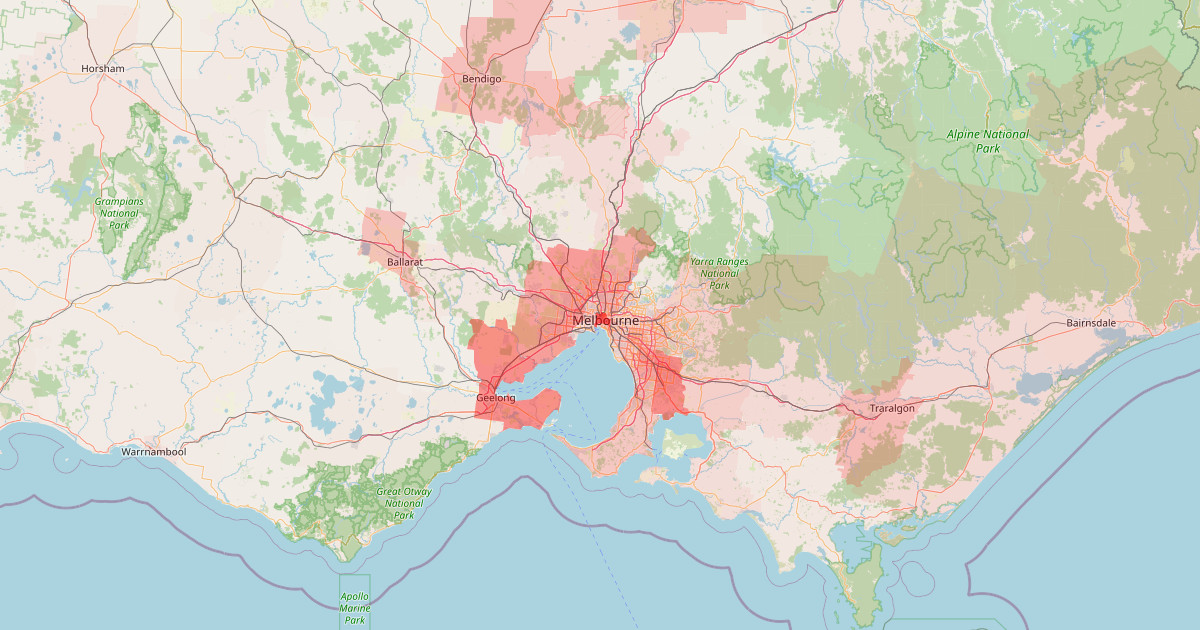 Horsham
Bendigo
Alpine National
Park
Grampians
National
Park
Ballarat
Yarra Ranges
National
Park
Melbourne
Bairnsdale
Geelong
Traralgon
Warrnambool
Great Otway
National
Park
Apollo
Marine
Park